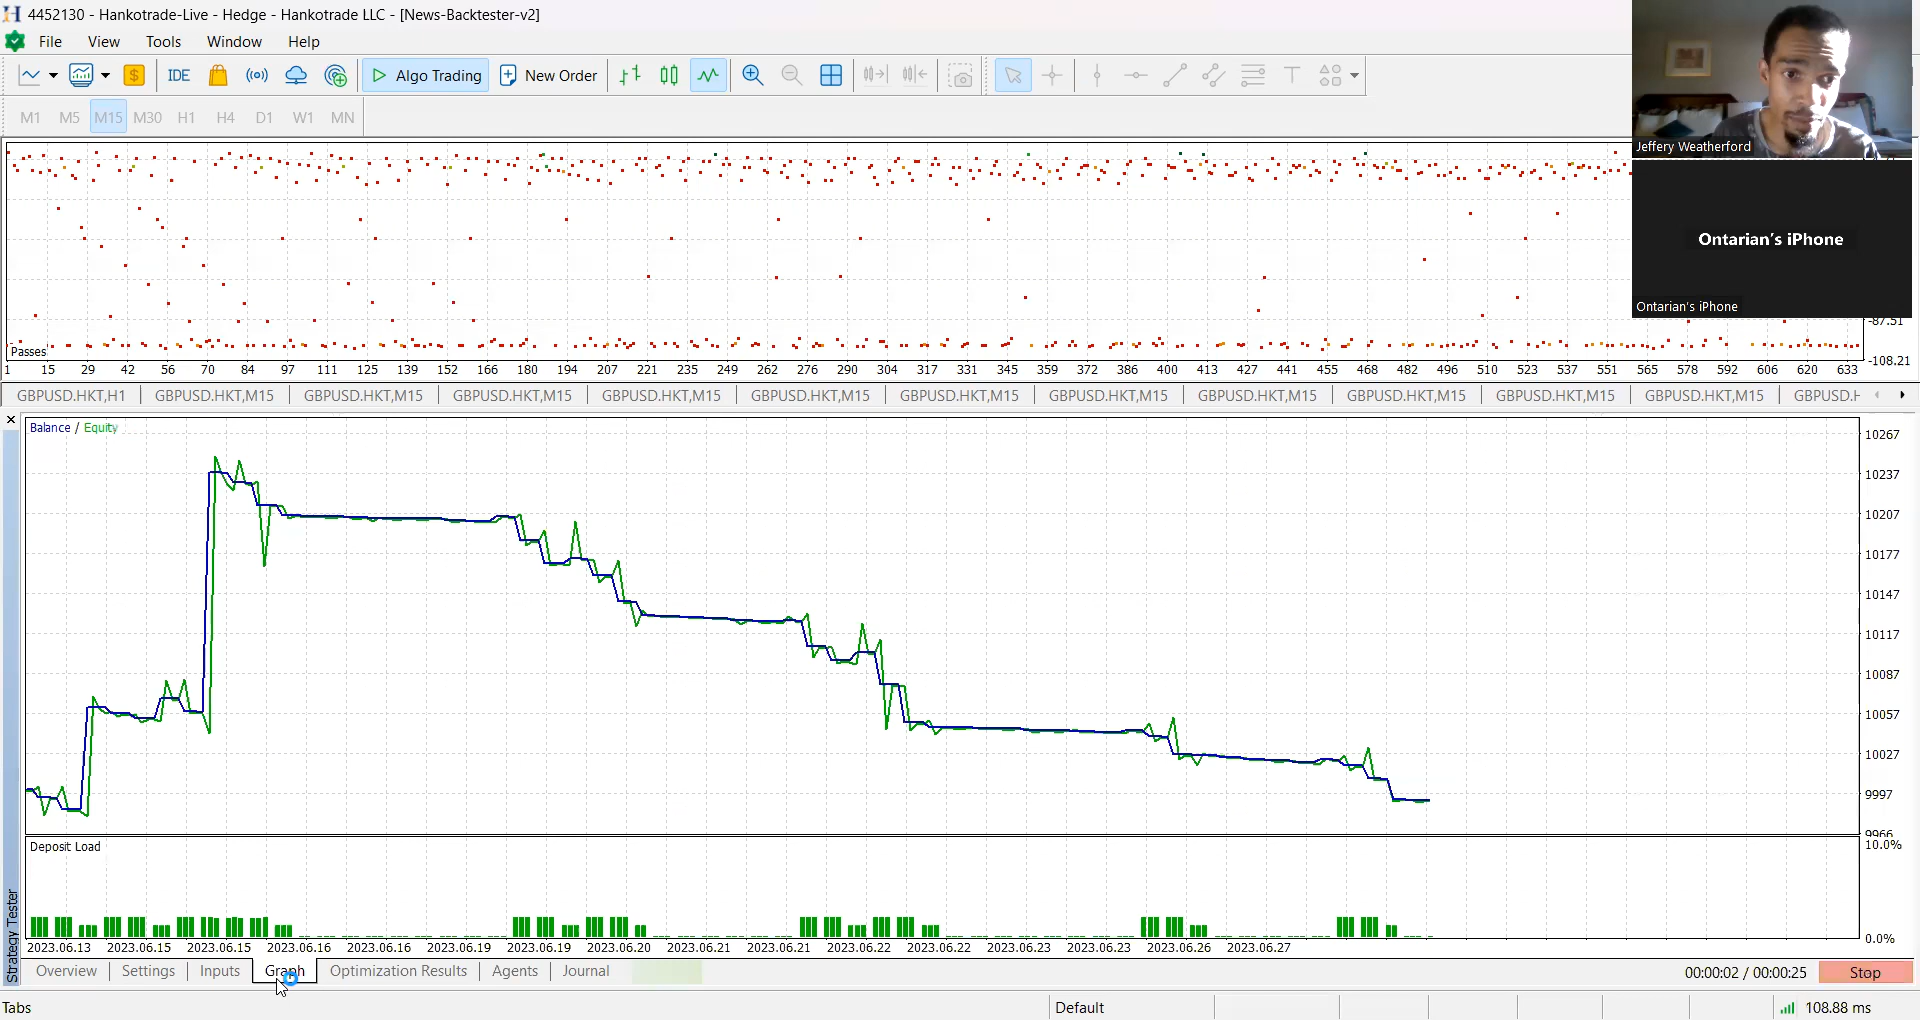 4452130 - Hankotrade-Live - Hedge - Hankotrade LLC - [News-Backtester-v2]
File View Tools Window Help
IDE Algo Trading New Order
M1 M5 M15 M30 H1 H4 D1 W1 MN
Jeffery Weatherford
Ontarian's iPhone
Ontarian's iPhone
-87.51
Passes
-108.21
1 15 29 42 56 70 84 97 111 125 139 152 166 180 194 207 221 235 249 262 276 290 304 317 331 345 359 372 386 400 413 427 441 455 468 482 496 510 523 537 551 565 578 592 606 620 633
GBPUSD.HKT,H1 GBPUSD.HKT,M15 GBPUSD.HKT,M15 GBPUSD.HKT,M15 GBPUSD.HKT,M15 GBPUSD.HKT,M15 GBPUSD.HKT,M15 GBPUSD.HKT,M15 GBPUSD.HKT,M15 GBPUSD.HKT,M15 GBPUSD.HKT,M15 GBPUSD.HKT,M15 GBPUSD.H
Balance / Equity
10267
10237
10207
10177
10147
10117
10087
10057
10027
9997
9966
Deposit Load
10.0%
0.0%
2023.06.13 2023.06.15 2023.06.15 2023.06.16 2023.06.16 2023.06.19 2023.06.19 2023.06.20 2023.06.21 2023.06.21 2023.06.22 2023.06.22 2023.06.23 2023.06.23 2023.06.26 2023.06.27
Strategy Tester
Overview Settings Inputs Graph Optimization Results Agents Journal
00:00:02 / 00:00:25 Stop
Tabs Default 108.88 ms